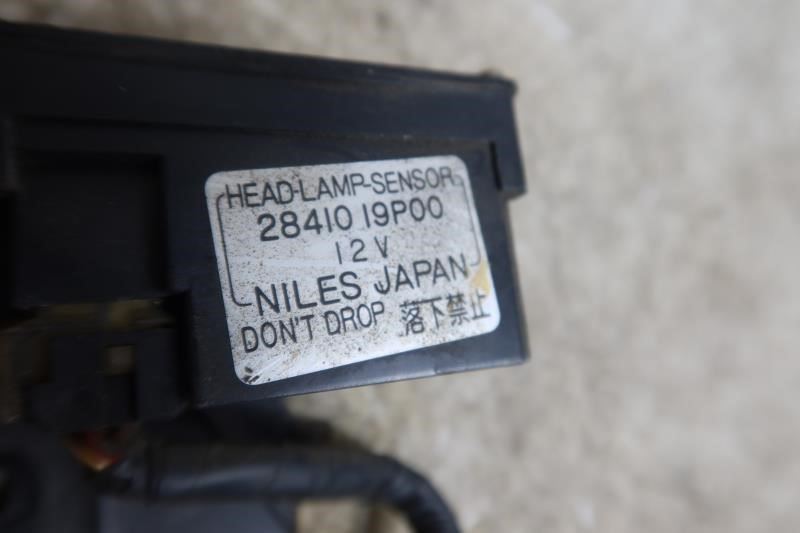 HEAD-LAMP-SENSOR
28410 19P00
12V
NILES JAPAN
DON'T DROP 落下禁止